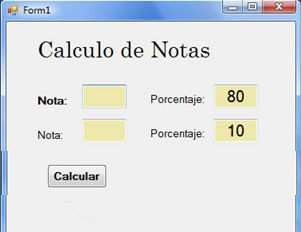 Form1
Calculo de Notas
Nota: Porcentaje: 80
Nota: Porcentaje: 10
Calcular